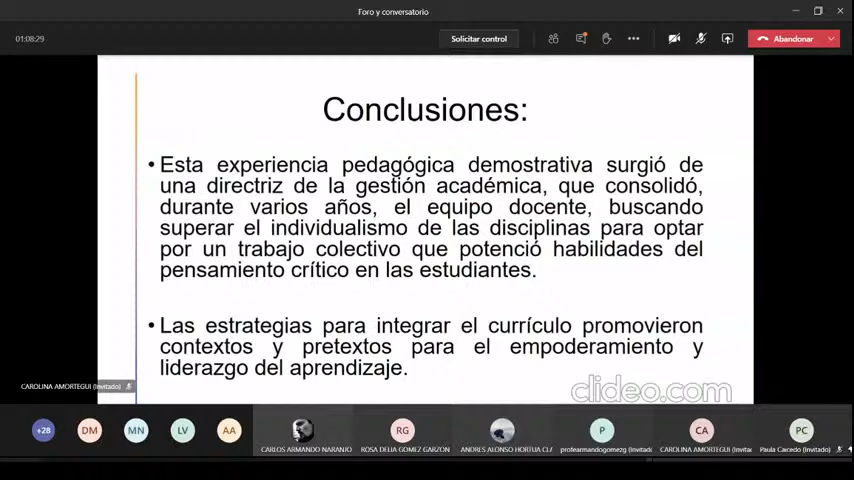 Foro y conversatorio
01:08:29
Solicitar control
Abandonar
Conclusiones:
• Esta experiencia pedagógica demostrativa surgió de
una directriz de la gestión académica, que consolidó,
durante varios años, el equipo docente, buscando
superar el individualismo de las disciplinas para optar
por un trabajo colectivo que potenció habilidades del
pensamiento crítico en las estudiantes.
• Las estrategias para integrar el currículo promovieron
contextos y pretextos para el empoderamiento y
liderazgo del aprendizaje.
CAROLINA AMORTEGUI (Invitado)
clideo.com
+28
DM
MN
LV
AA
RG
P
CA
PC
CARLOS ARMANDO NARANJO
ROSA DELIA GOMEZ GARZON
ANDRES ALONSO HORTUA CLA
profearmandogomezg (Invitado
CAROLINA AMORTEGUI (Invitad
Paula Caicedo (Invitado)